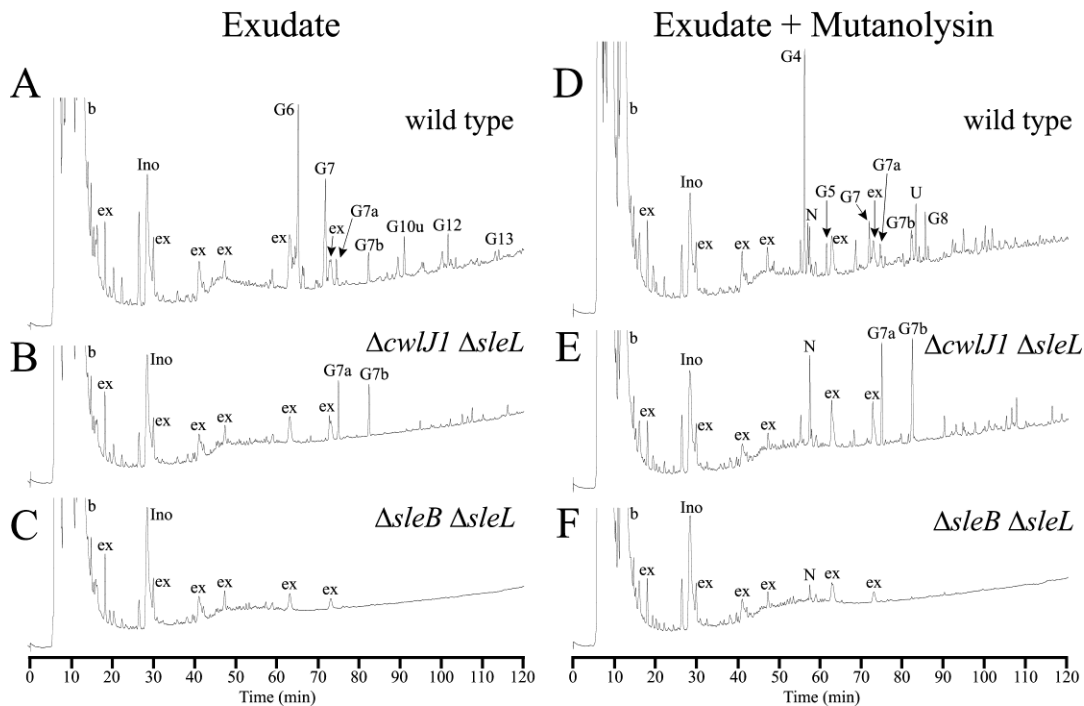 Exudate
Exudate + Mutanolysin
A
b
wild type
G6
Ino
G7
ex
G7a
ex
ex
G10u
G12
ex
ex
ex
G7b
G13
B
b
ΔcwlJ1 ΔsleL
Ino
G7a
G7b
ex
ex
ex
ex
ex
ex
C
b
ΔsleB ΔsleL
Ino
ex
ex
ex
ex
ex
ex
0 10 20 30 40 50 60 70 80 90 100 110 120
Time (min)
D
G4
b
wild type
G7a
Ino
G5
G7
ex
U
N
ex
G7b
G8
ex
ex
ex
ex
E
b
ΔcwlJ1 ΔsleL
G7a
G7b
N
Ino
ex
ex
ex
ex
ex
ex
F
b
ΔsleB ΔsleL
Ino
ex
ex
ex
ex
N
ex
ex
0 10 20 30 40 50 60 70 80 90 100 110 120
Time (min)